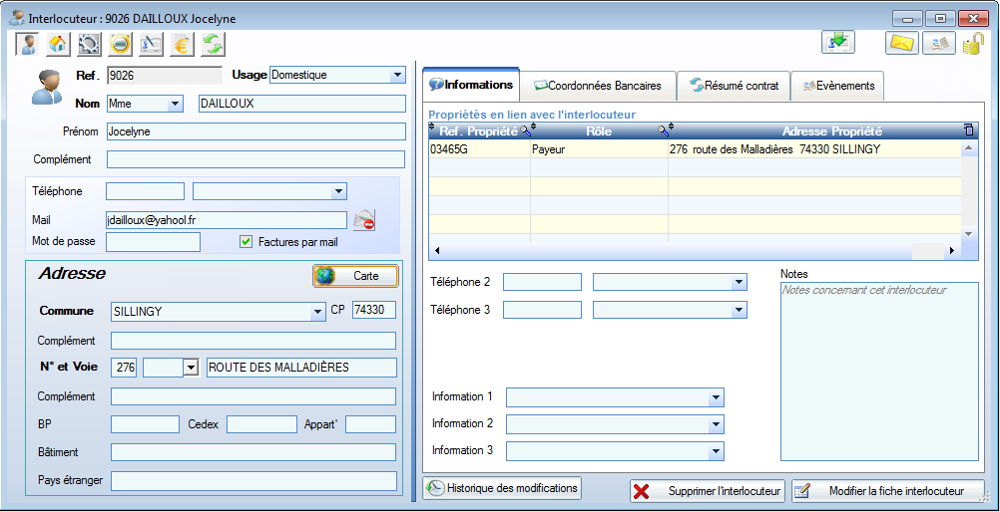 Interlocuteur : 9026 DAILLOUX Jocelyne
Ref. 9026 Usage Domestique
Nom Mme DAILLOUX
Prénom Jocelyne
Complément
Téléphone
Mail jdailloux@yahool.fr
Mot de passe Factures par mail
Adresse Carte
Commune SILLINGY CP 74330
Complément
N° et Voie 276 ROUTE DES MALLADIÈRES
Complément
BP Cedex Appart'
Bâtiment
Pays étranger
Informations Coordonnées Bancaires Résumé contrat Evènements
Propriétés en lien avec l'interlocuteur
Ref. Propriété Rôle Adresse Propriété
03465G Payeur 276 route des Malladières 74330 SILLINGY
Téléphone 2
Téléphone 3
Notes
Notes concernant cet interlocuteur
Information 1
Information 2
Information 3
Historique des modifications Supprimer l'interlocuteur Modifier la fiche interlocuteur